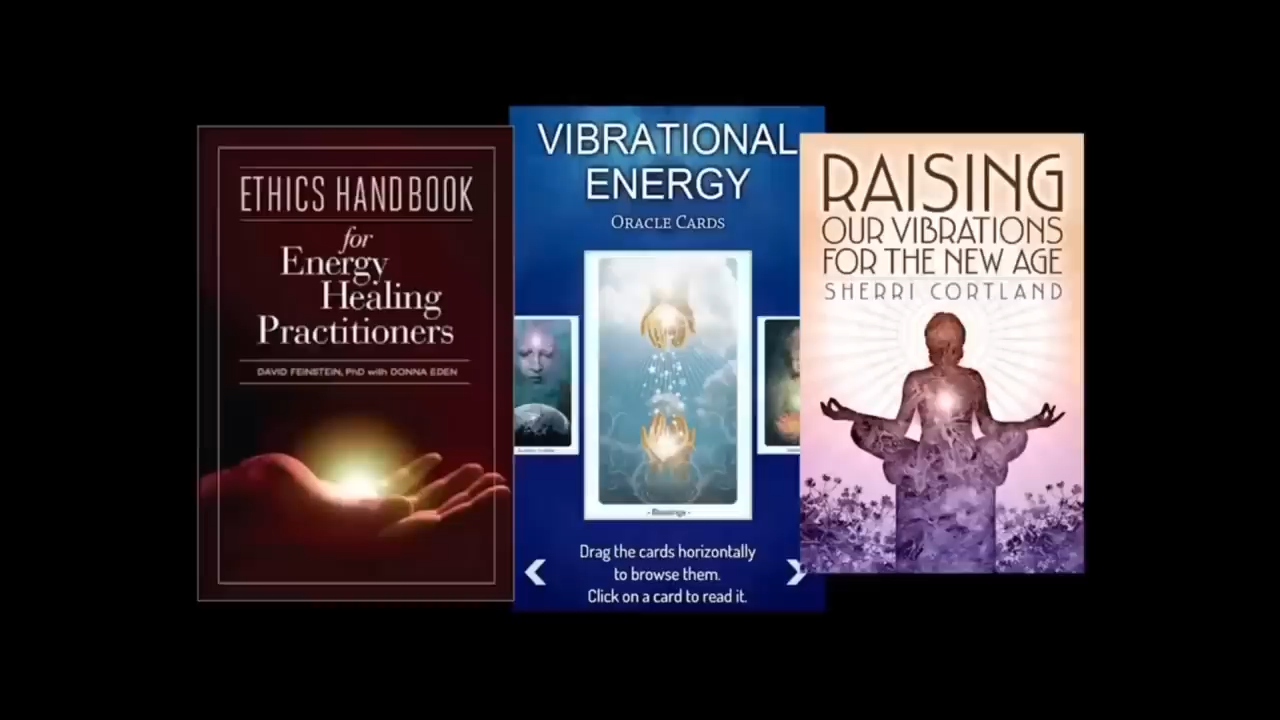 ETHICS HANDBOOK
for
Energy
Healing
Practitioners
DAVID FEINSTEIN, PhD with DONNA EDEN
VIBRATIONAL
ENERGY
ORACLE CARDS
- Blessings -
Drag the cards horizontally
to browse them.
Click on a card to read it.
RAISING
OUR VIBRATIONS
FOR THE NEW AGE
SHERRI CORTLAND